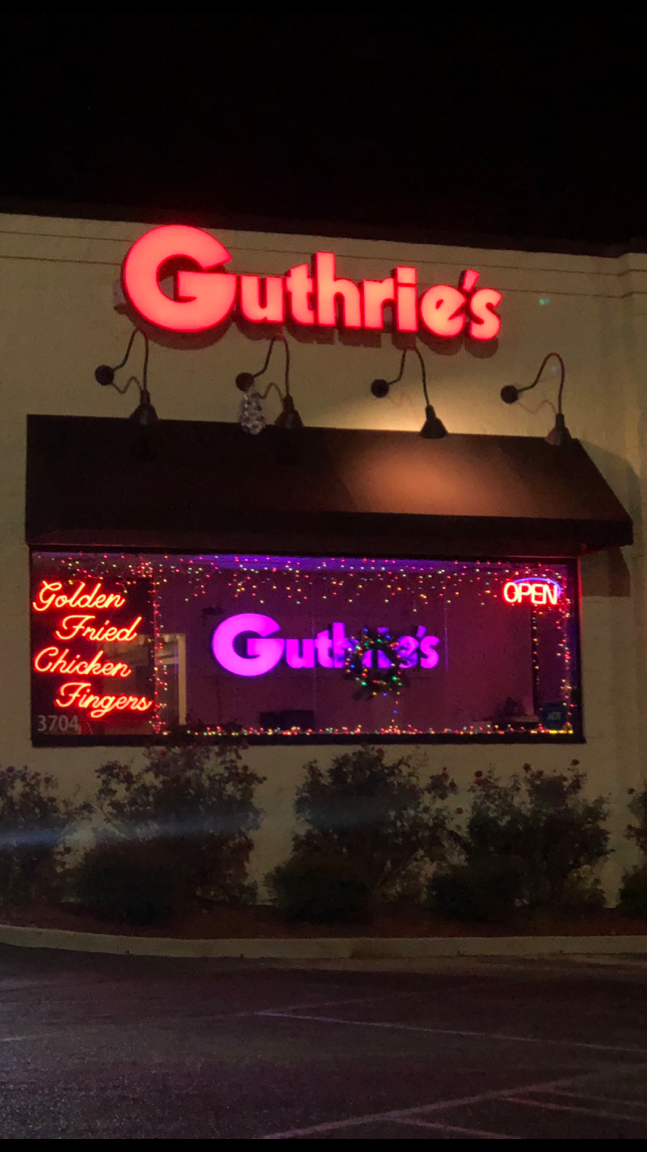 Guthrie's
Golden
Fried
Chicken
Fingers
3704
Guthrie's
OPEN